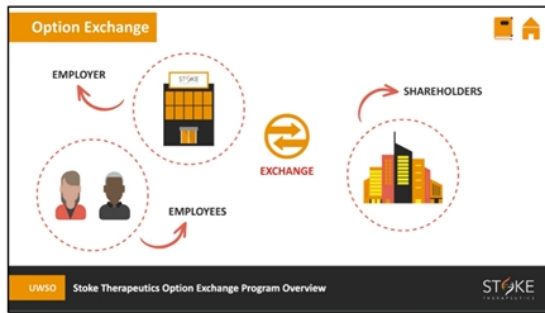 Option Exchange
EMPLOYER
STOKE
SHAREHOLDERS
EXCHANGE
EMPLOYEES
UWSO
Stoke Therapeutics Option Exchange Program Overview
STOKE
THERAPEUTICS